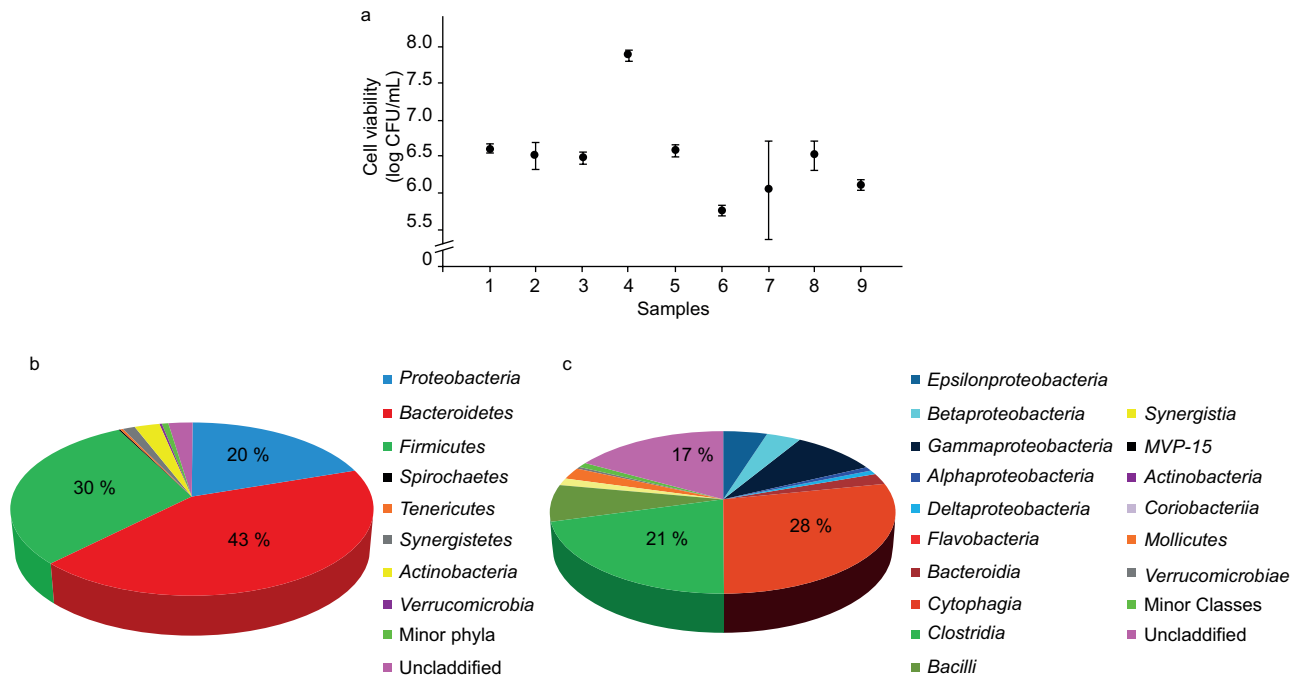 a
Cell viability
(log CFU/mL)
8.0
7.5
7.0
6.5
6.0
5.5
0
1 2 3 4 5 6 7 8 9
Samples
b
20 %
43 %
30 %
Proteobacteria
Bacteroidetes
Firmicutes
Spirochaetes
Tenericutes
Synergistetes
Actinobacteria
Verrucomicrobia
Minor phyla
Uncladdified
c
17 %
28 %
21 %
Epsilonproteobacteria
Betaproteobacteria
Gammaproteobacteria
Alphaproteobacteria
Deltaproteobacteria
Flavobacteria
Bacteroidia
Cytophagia
Clostridia
Bacilli
Synergistia
MVP-15
Actinobacteria
Coriobacteriia
Mollicutes
Verrucomicrobiae
Minor Classes
Uncladdified